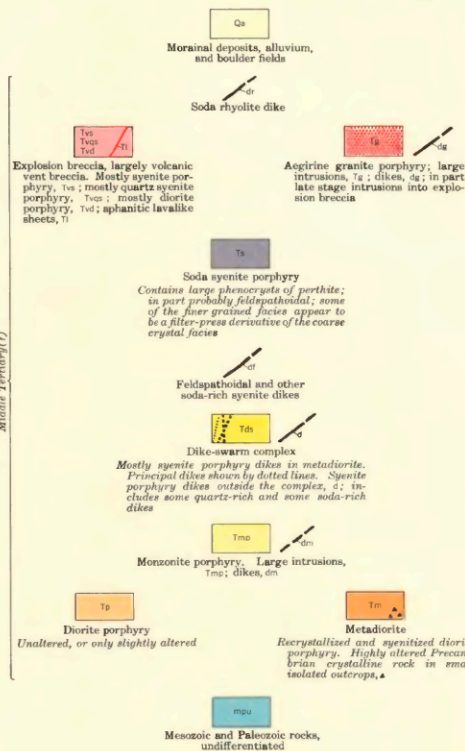 Qa
Morainal deposits, alluvium,
and boulder fields
dr
Soda rhyolite dike
Tvs
Tvqs
Tvd
Tl
Explosion breccia, largely volcanic
vent breccia. Mostly syenite por-
phyry, Tvs; mostly quartz syenite
porphyry, Tvqs; mostly diorite
porphyry, Tvd; aphanitic lavalike
sheets, Tl
Tg
dg
Aegirine granite porphyry; large
intrusions, Tg; dikes, dg; in part
late stage intrusions into explo-
sion breccia
Ts
Soda syenite porphyry
Contains large phenocrysts of perthite;
in part probably feldspathoidal; some
of the finer grained facies appear to
be a filter-press derivative of the coarse
crystal facies
df
Feldspathoidal and other
soda-rich syenite dikes
Tds
d
Dike-swarm complex
Mostly syenite porphyry dikes in metadiorite.
Principal dikes shown by dotted lines. Syenite
porphyry dikes outside the complex, d; in-
cludes some quartz-rich and some soda-rich
dikes
Tmp
dm
Monzonite porphyry. Large intrusions,
Tmp; dikes, dm
Tp
Diorite porphyry
Unaltered, or only slightly altered
Tm
Metadiorite
Recrystallized and syenitized diori
porphyry. Highly altered Precam
brian crystalline rock in sma
isolated outcrops, ▲
mpu
Mesozoic and Paleozoic rocks,
undifferentiated
Middle Tertiary(?)